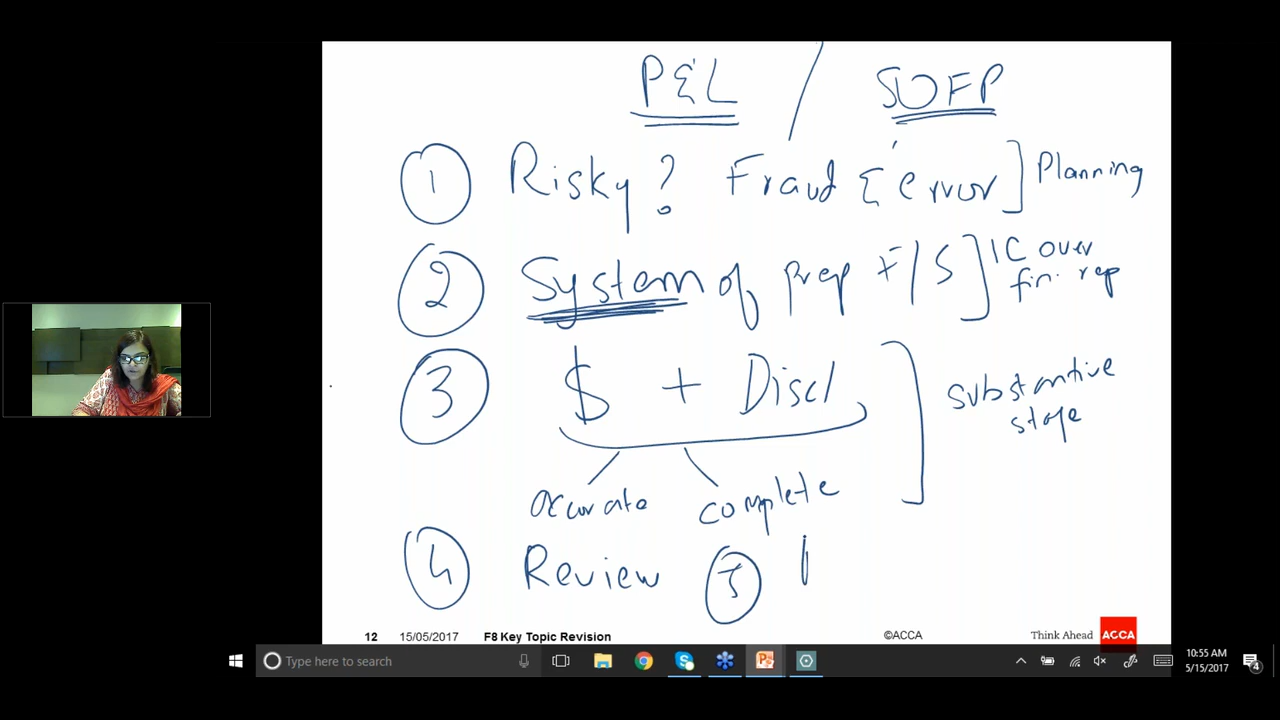 P&L / SOFP
1 Risky? Fraud & error ] Planning
2 System of prep F/S ] IC over
fin. rep
3 $ + Discl ] substantive
stage
accurate complete
4 Review 5
12 15/05/2017 F8 Key Topic Revision ©ACCA Think Ahead ACCA
Type here to search
10:55 AM
5/15/2017
4